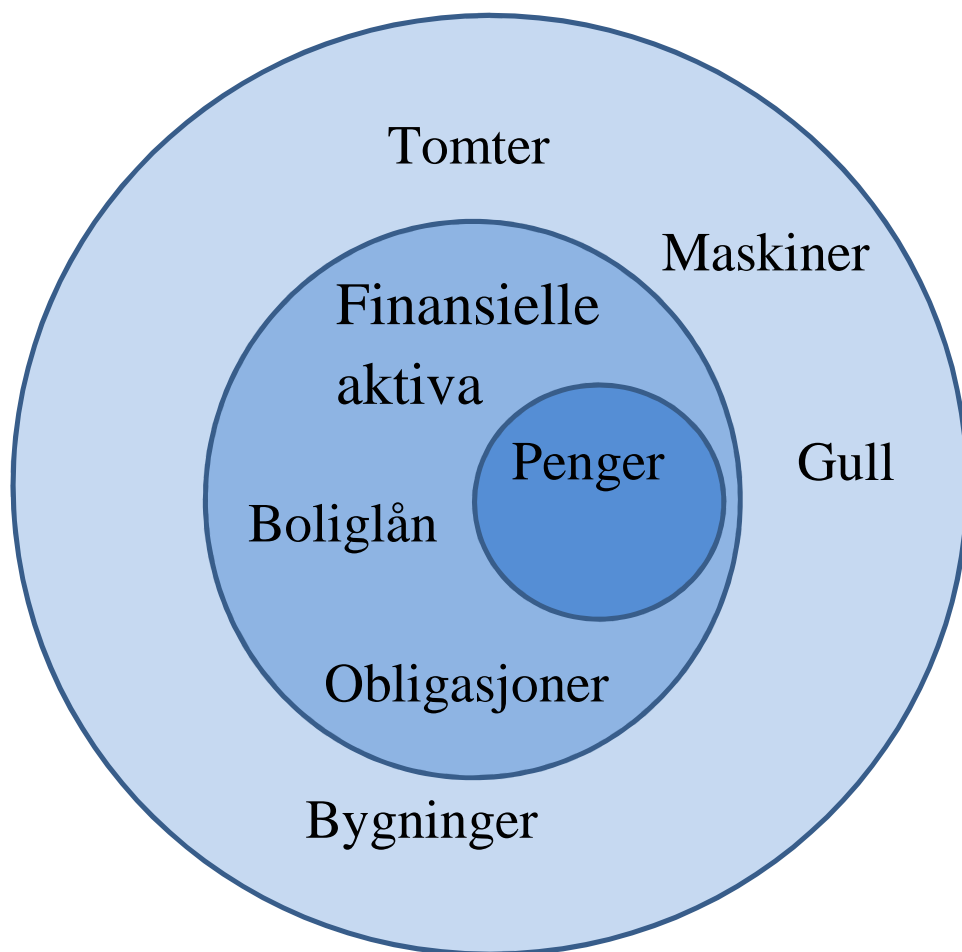 Tomter
Maskiner
Finansielle
aktiva
Penger
Gull
Boliglån
Obligasjoner
Bygninger